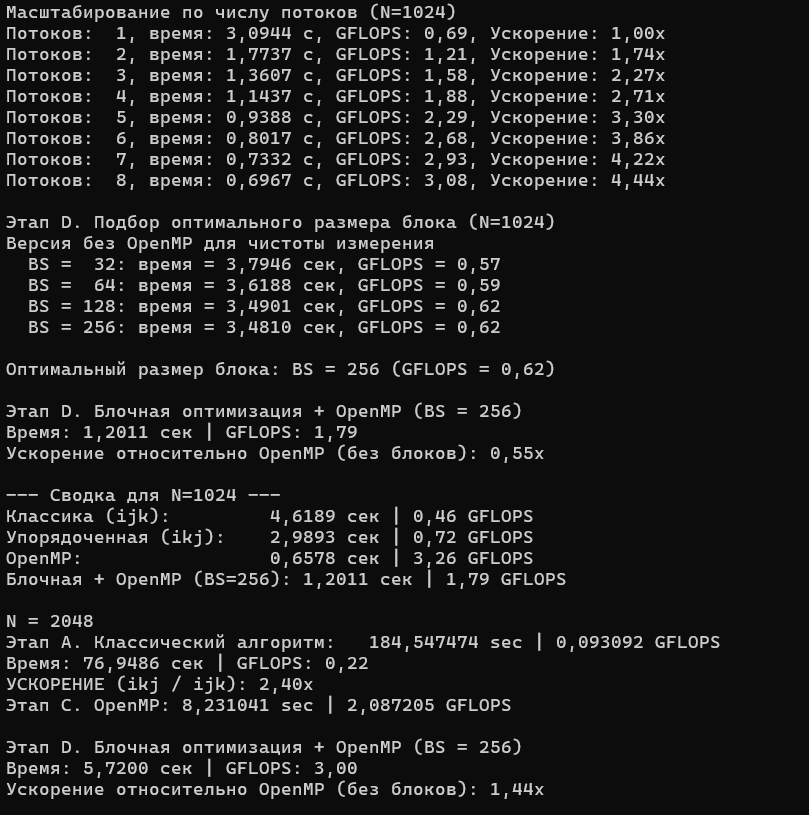 Масштабирование по числу потоков (N=1024)
Потоков:  1, время: 3,0944 с, GFLOPS: 0,69, Ускорение: 1,00x
Потоков:  2, время: 1,7737 с, GFLOPS: 1,21, Ускорение: 1,74x
Потоков:  3, время: 1,3607 с, GFLOPS: 1,58, Ускорение: 2,27x
Потоков:  4, время: 1,1437 с, GFLOPS: 1,88, Ускорение: 2,71x
Потоков:  5, время: 0,9388 с, GFLOPS: 2,29, Ускорение: 3,30x
Потоков:  6, время: 0,8017 с, GFLOPS: 2,68, Ускорение: 3,86x
Потоков:  7, время: 0,7332 с, GFLOPS: 2,93, Ускорение: 4,22x
Потоков:  8, время: 0,6967 с, GFLOPS: 3,08, Ускорение: 4,44x
Этап D. Подбор оптимального размера блока (N=1024)
Версия без OpenMP для чистоты измерения
BS =  32: время = 3,7946 сек, GFLOPS = 0,57
BS =  64: время = 3,6188 сек, GFLOPS = 0,59
BS = 128: время = 3,4901 сек, GFLOPS = 0,62
BS = 256: время = 3,4810 сек, GFLOPS = 0,62
Оптимальный размер блока: BS = 256 (GFLOPS = 0,62)
Этап D. Блочная оптимизация + OpenMP (BS = 256)
Время: 1,2011 сек | GFLOPS: 1,79
Ускорение относительно OpenMP (без блоков): 0,55x
--- Сводка для N=1024 ---
Классика (ijk):         4,6189 сек | 0,46 GFLOPS
Упорядоченная (ikj):    2,9893 сек | 0,72 GFLOPS
OpenMP:                 0,6578 сек | 3,26 GFLOPS
Блочная + OpenMP (BS=256): 1,2011 сек | 1,79 GFLOPS
N = 2048
Этап A. Классический алгоритм:   184,547474 sec | 0,093092 GFLOPS
Время: 76,9486 сек | GFLOPS: 0,22
УСКОРЕНИЕ (ikj / ijk): 2,40x
Этап C. OpenMP: 8,231041 sec | 2,087205 GFLOPS
Этап D. Блочная оптимизация + OpenMP (BS = 256)
Время: 5,7200 сек | GFLOPS: 3,00
Ускорение относительно OpenMP (без блоков): 1,44x